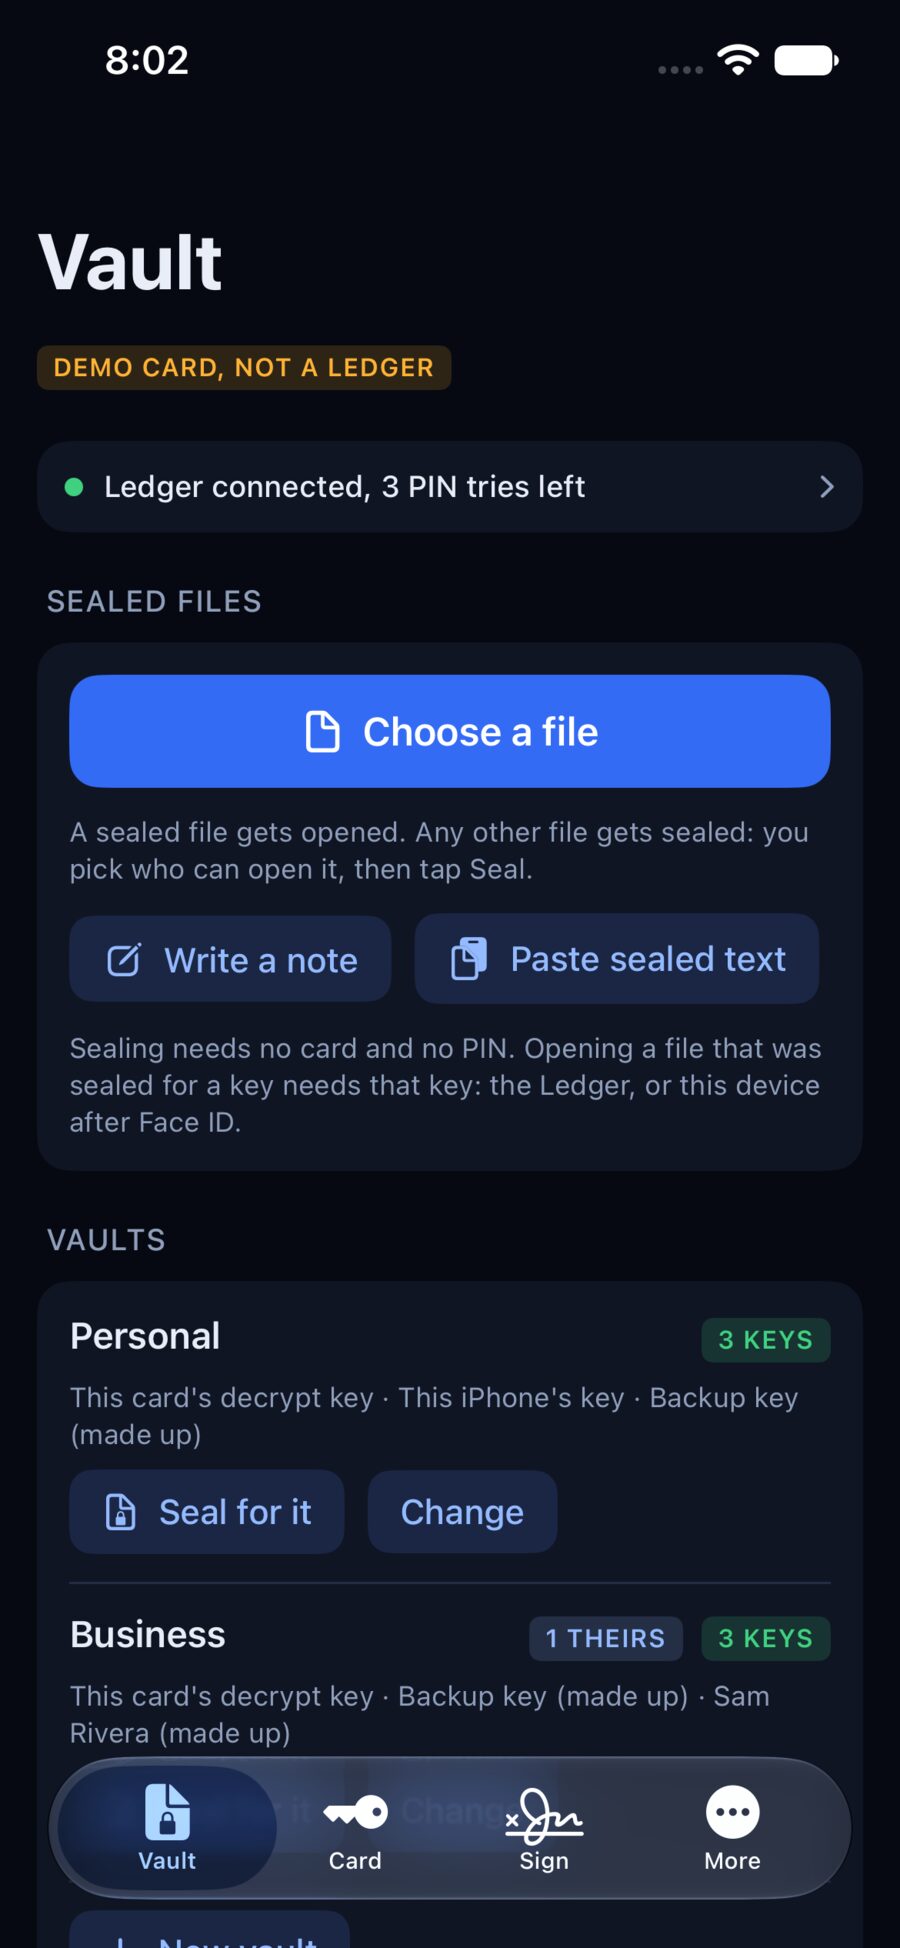 8:02
Vault
DEMO CARD, NOT A LEDGER
Ledger connected, 3 PIN tries left
SEALED FILES
Choose a file
A sealed file gets opened. Any other file gets sealed: you
pick who can open it, then tap Seal.
Write a note
Paste sealed text
Sealing needs no card and no PIN. Opening a file that was
sealed for a key needs that key: the Ledger, or this device
after Face ID.
VAULTS
Personal
3 KEYS
This card's decrypt key · This iPhone's key · Backup key
(made up)
Seal for it
Change
Business
1 THEIRS
3 KEYS
This card's decrypt key · Backup key (made up) · Sam
Rivera (made up)
it
Change
Vault
Card
Sign
More
New vault